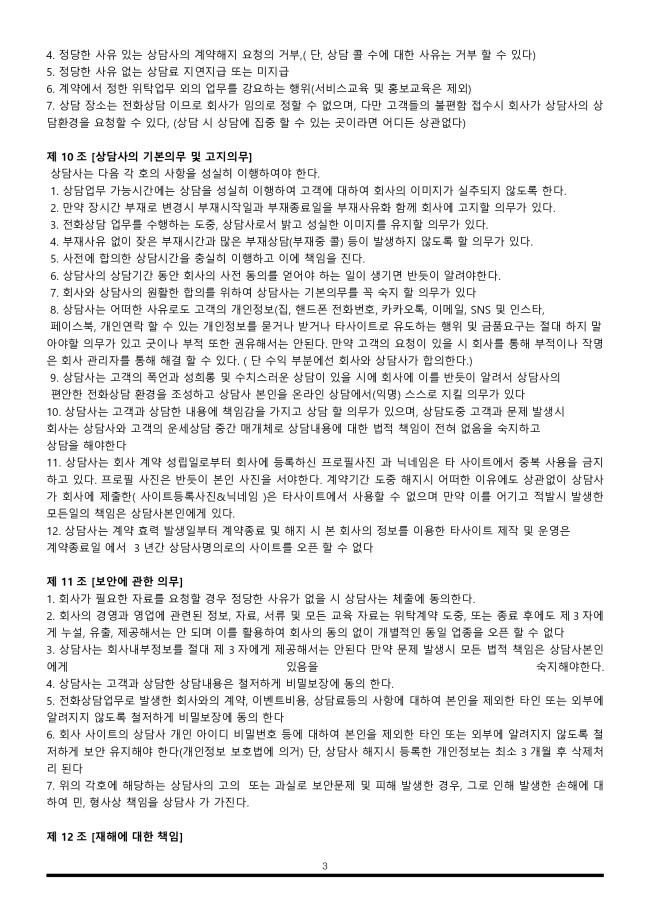 4. 정당한 사유 있는 상담사의 계약해지 요청의 거부,( 단, 상담 콜 수에 대한 사유는 거부 할 수 있다)
5. 정당한 사유 없는 상담료 지연지급 또는 미지급
6. 계약에서 정한 위탁업무 외의 업무를 강요하는 행위(서비스교육 및 홍보교육은 제외)
7. 상담 장소는 전화상담 이므로 회사가 임의로 정할 수 없으며, 다만 고객들의 불편함 접수시 회사가 상담사의 상
담환경을 요청할 수 있다, (상담 시 상담에 집중 할 수 있는 곳이라면 어디든 상관없다)
제 10 조 [상담사의 기본의무 및 고지의무]
상담사는 다음 각 호의 사항을 성실히 이행하여야 한다.
1. 상담업무 가능시간에는 상담을 성실히 이행하여 고객에 대하여 회사의 이미지가 실추되지 않도록 한다.
2. 만약 장시간 부재로 변경시 부재시작일과 부재종료일을 부재사유화 함께 회사에 고지할 의무가 있다.
3. 전화상담 업무를 수행하는 도중, 상담사로서 밝고 성실한 이미지를 유지할 의무가 있다.
4. 부재사유 없이 잦은 부재시간과 많은 부재상담(부재중 콜) 등이 발생하지 않도록 할 의무가 있다.
5. 사전에 합의한 상담시간을 충실히 이행하고 이에 책임을 진다.
6. 상담사의 상담기간 동안 회사의 사전 동의를 얻어야 하는 일이 생기면 반듯이 알려야한다.
7. 회사와 상담사의 원활한 합의를 위하여 상담사는 기본의무를 꼭 숙지 할 의무가 있다
8. 상담사는 어떠한 사유로도 고객의 개인정보(집, 핸드폰 전화번호, 카카오톡, 이메일, SNS 및 인스타,
페이스북, 개인연락 할 수 있는 개인정보를 묻거나 받거나 타사이트로 유도하는 행위 및 금품요구는 절대 하지 말
아야할 의무가 있고 굿이나 부적 또한 권유해서는 안된다. 만약 고객의 요청이 있을 시 회사를 통해 부적이나 작명
은 회사 관리자를 통해 해결 할 수 있다. ( 단 수익 부분에선 회사와 상담사가 합의한다.)
9. 상담사는 고객의 폭언과 성희롱 및 수치스러운 상담이 있을 시에 회사에 이를 반듯이 알려서 상담사의
편안한 전화상담 환경을 조성하고 상담사 본인을 온라인 상담에서(익명) 스스로 지킬 의무가 있다
10. 상담사는 고객과 상담한 내용에 책임감을 가지고 상담 할 의무가 있으며, 상담도중 고객과 문제 발생시
회사는 상담사와 고객의 운세상담 중간 매개체로 상담내용에 대한 법적 책임이 전혀 없음을 숙지하고
상담을 해야한다
11. 상담사는 회사 계약 성립일로부터 회사에 등록하신 프로필사진 과 닉네임은 타 사이트에서 중복 사용을 금지
하고 있다. 프로필 사진은 반듯이 본인 사진을 서야한다. 계약기간 도중 해지시 어떠한 이유에도 상관없이 상담사
가 회사에 제출한( 사이트등록사진&닉네임 )은 타사이트에서 사용할 수 없으며 만약 이를 어기고 적발시 발생한
모든일의 책임은 상담사본인에게 있다.
12. 상담사는 계약 효력 발생일부터 계약종료 및 해지 시 본 회사의 정보를 이용한 타사이트 제작 및 운영은
계약종료일 에서 3 년간 상담사명의로의 사이트를 오픈 할 수 없다
제 11 조 [보안에 관한 의무]
1. 회사가 필요한 자료를 요청할 경우 정당한 사유가 없을 시 상담사는 체출에 동의한다.
2. 회사의 경영과 영업에 관련된 정보, 자료, 서류 및 모든 교육 자료는 위탁계약 도중, 또는 종료 후에도 제 3 자에
게 누설, 유출, 제공해서는 안 되며 이를 활용하여 회사의 동의 없이 개별적인 동일 업종을 오픈 할 수 없다
3. 상담사는 회사내부정보를 절대 제 3 자에게 제공해서는 안된다 만약 문제 발생시 모든 법적 책임은 상담사본인
에게 있음을 숙지해야한다.
4. 상담사는 고객과 상담한 상담내용은 철저하게 비밀보장에 동의 한다.
5. 전화상담업무로 발생한 회사와의 계약, 이벤트비용, 상담료등의 사항에 대하여 본인을 제외한 타인 또는 외부에
알려지지 않도록 철저하게 비밀보장에 동의 한다
6. 회사 사이트의 상담사 개인 아이디 비밀번호 등에 대하여 본인을 제외한 타인 또는 외부에 알려지지 않도록 철
저하게 보안 유지해야 한다(개인정보 보호법에 의거) 단, 상담사 해지시 등록한 개인정보는 최소 3 개월 후 삭제처
리 된다
7. 위의 각호에 해당하는 상담사의 고의 또는 과실로 보안문제 및 피해 발생한 경우, 그로 인해 발생한 손해에 대
하여 민, 형사상 책임을 상담사 가 가진다.
제 12 조 [재해에 대한 책임]
3